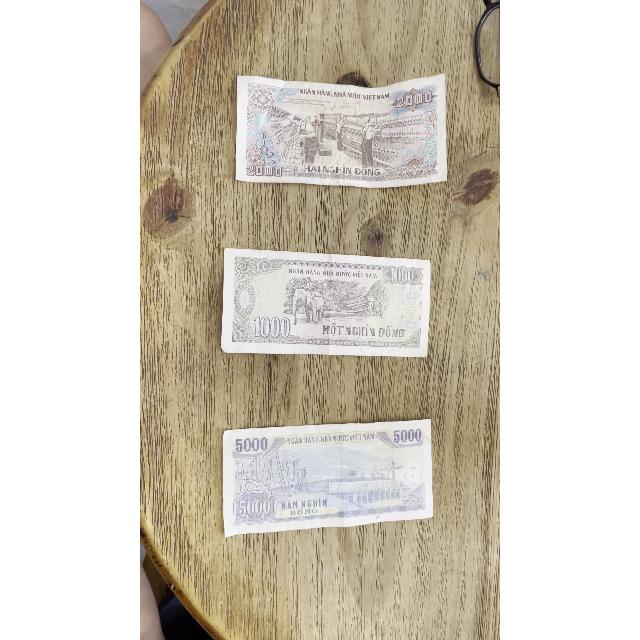 NGÂN HÀNG NHÀ NƯỚC VIỆT NAM
2000
2000
HAI NGHÌN ĐỒNG
NGÂN HÀNG NHÀ NƯỚC VIỆT NAM
1000
1000
MỘT NGHÌN ĐỒNG
5000
NGÂN HÀNG NHÀ NƯỚC VIỆT NAM
5000
5000
NĂM NGHÌN
ĐỒNG